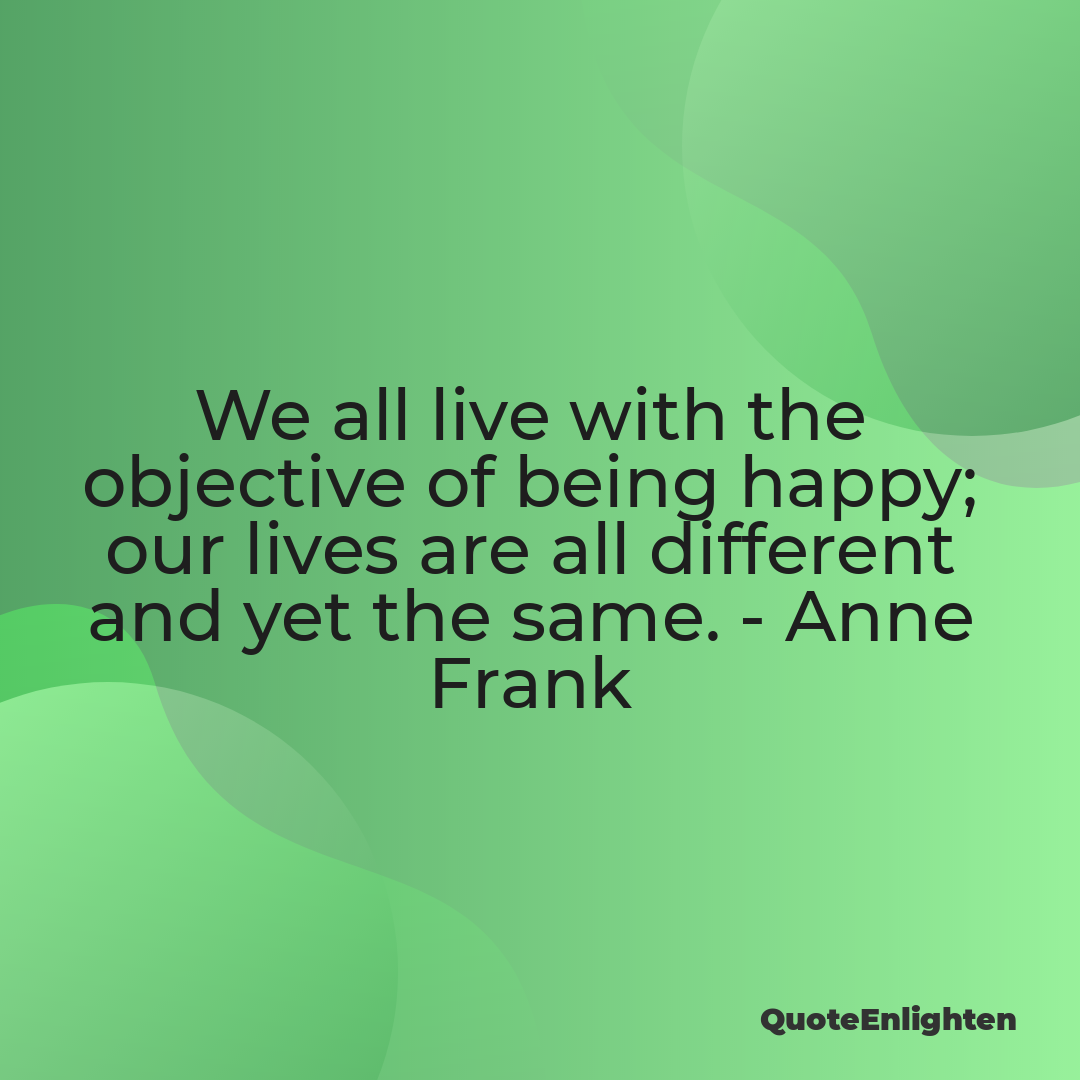 We all live with the
objective of being happy;
our lives are all different
and yet the same. - Anne
Frank
QuoteEnlighten